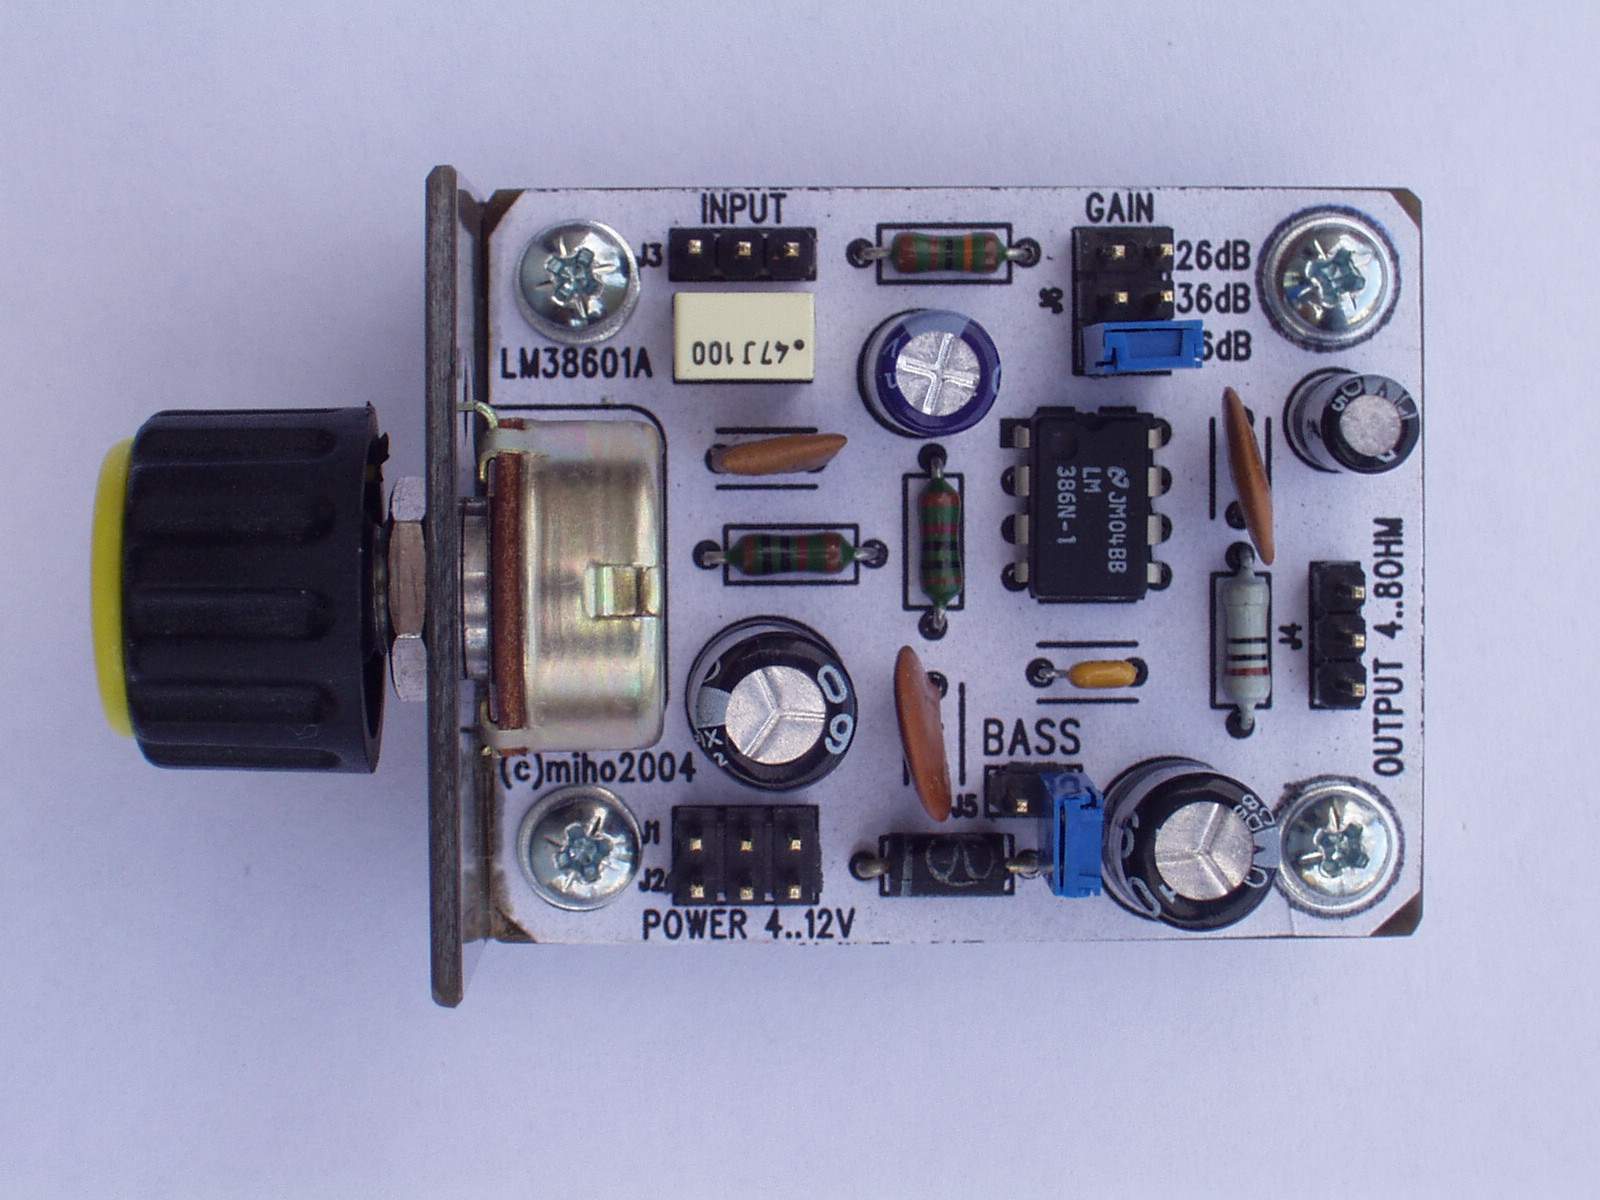 INPUT
GAIN
J3
26dB
J6
36dB
6dB
.47J100
LM38601A
JM04BB
LM
386N-1
OUTPUT 4..8OHM
J4
BASS
(c)miho2004
J5
J1
J2
POWER 4..12V